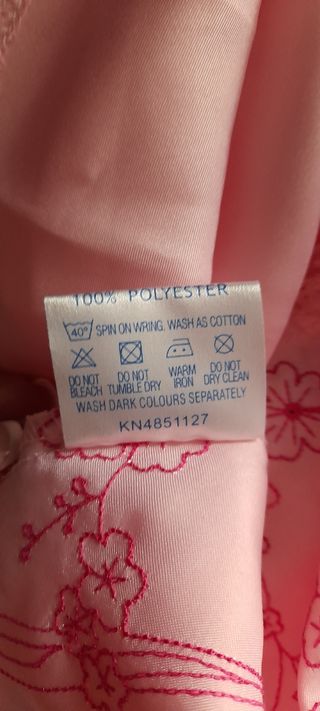 100% POLYESTER
40° SPIN ON WRING. WASH AS COTTON
DO NOT BLEACH DO NOT TUMBLE DRY WARM IRON DO NOT DRY CLEAN
WASH DARK COLOURS SEPARATELY
KN4851127